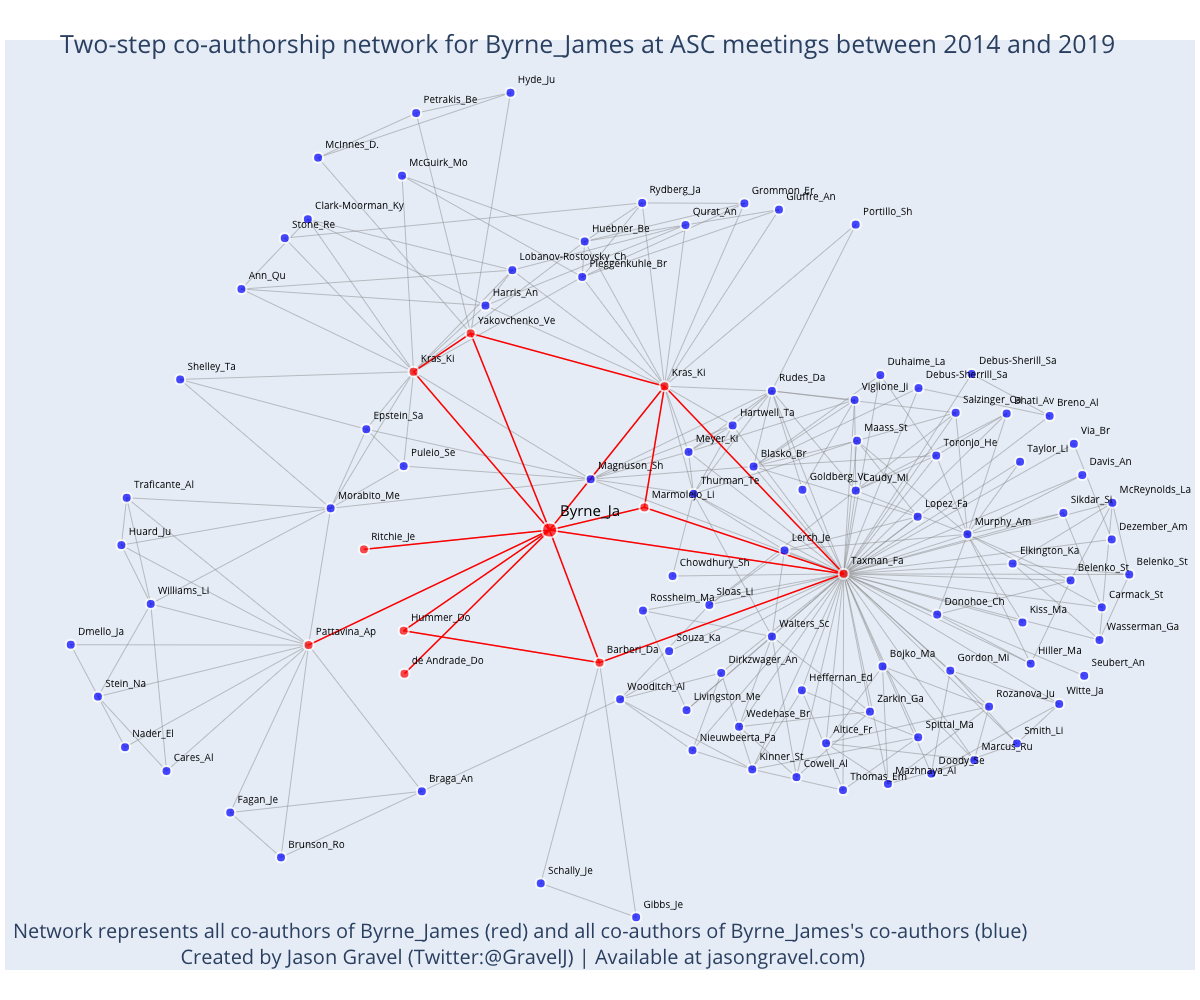 Two-step co-authorship network for Byrne_James at ASC meetings between 2014 and 2019
Hyde_Ju
Petrakis_Be
McInnes_D.
McGuirk_Mo
Rydberg_Ja
Grommon_Er
Giuffre_An
Clark-Moorman_Ky
Qurat_An
Portillo_Sh
Stone_Re
Huebner_Be
Lobanov-Rostovsky_Ch
Pleggenkuhle_Br
Ann_Qu
Harris_An
Yakovchenko_Ve
Kras_Ki
Kras_Ki
Shelley_Ta
Rudes_Da
Duhaime_La
Debus-Sherill_Sa
Debus-Sherrill_Sa
Viglione_Ji
Salzinger_Ca
Bhati_Av
Breno_Al
Epstein_Sa
Hartwell_Ta
Maass_St
Via_Br
Meyer_Ki
Toronjo_He
Taylor_Li
Puleio_Se
Magnuson_Sh
Blasko_Br
Davis_An
Thurman_Te
Goldberg_Vi
Caudy_Mi
Traficante_Al
Morabito_Me
Marmolejo_Li
McReynolds_La
Sikdar_Si
Byrne_Ja
Lopez_Fa
Huard_Ju
Ritchie_Je
Lerch_Je
Murphy_Am
Dezember_Am
Taxman_Fa
Elkington_Ka
Chowdhury_Sh
Belenko_St
Belenko_St
Williams_Li
Rossheim_Ma
Sloas_Li
Donohoe_Ch
Kiss_Ma
Carmack_St
Dmello_Ja
Pattavina_Ap
Hummer_Do
Walters_Sc
Wasserman_Ga
Souza_Ka
Barberi_Da
de Andrade_Do
Dirkzwager_An
Bojko_Ma
Gordon_Mi
Hiller_Ma
Seubert_An
Stein_Na
Wooditch_Al
Livingston_Me
Heffernan_Ed
Zarkin_Ga
Rozanova_Ju
Witte_Ja
Wedehase_Br
Nader_El
Nieuwbeerta_Pa
Altice_Fr
Spittal_Ma
Smith_Li
Cares_Al
Kinner_St
Marcus_Ru
Cowell_Al
Doody_Se
Braga_An
Thomas_Em
Mazhnaya_Al
Fagan_Je
Brunson_Ro
Schally_Je
Gibbs_Je
Network represents all co-authors of Byrne_James (red) and all co-authors of Byrne_James's co-authors (blue)
Created by Jason Gravel (Twitter:@GravelJ) | Available at jasongravel.com)